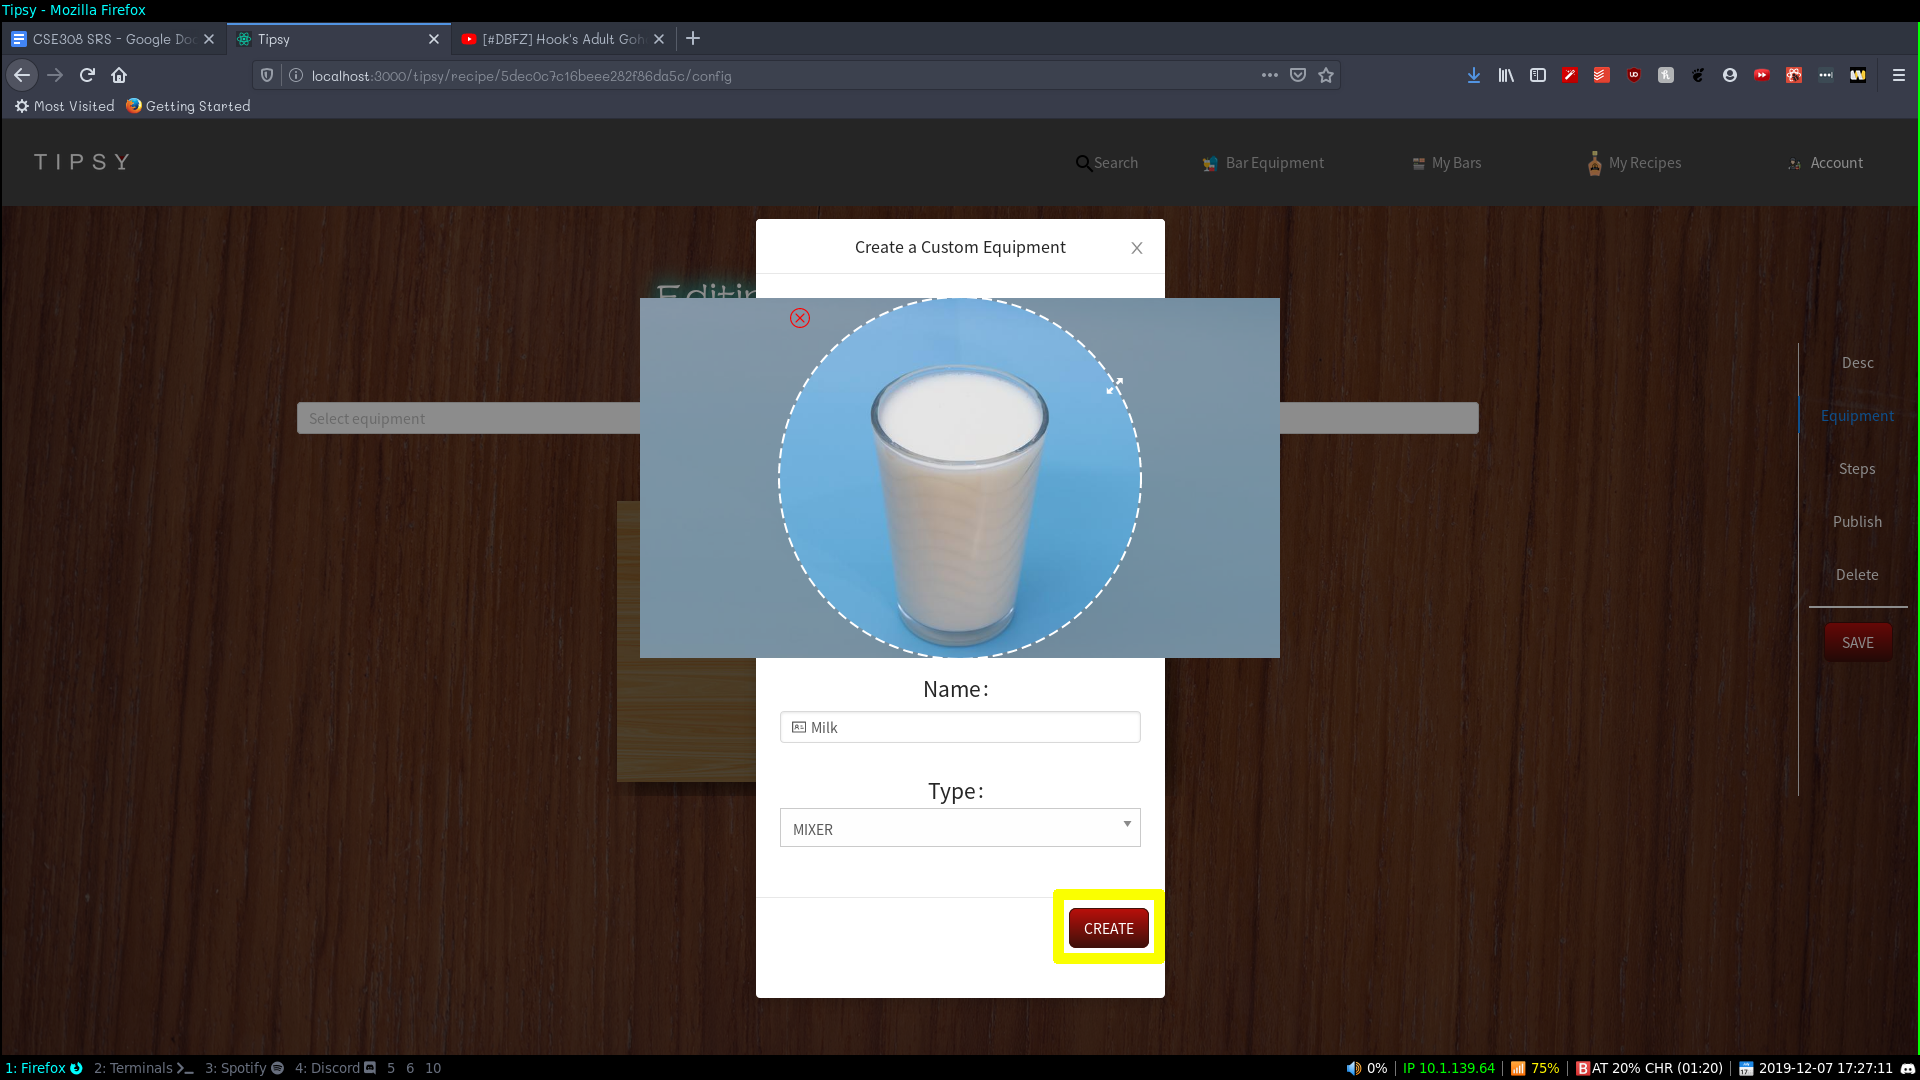 Tipsy - Mozilla Firefox
CSE308 SRS - Google Doc
Tipsy
[#DBFZ] Hook's Adult Goh
localhost:3000/tipsy/recipe/5dec0c7c16beee282f86da5c/config
Most Visited
Getting Started
TIPSY
Search
Bar Equipment
My Bars
My Recipes
Account
Create a Custom Equipment
Editin
Select equipment
Desc
Equipment
Steps
Publish
Delete
SAVE
Name:
Milk
Type:
MIXER
CREATE
1: Firefox 2: Terminals 3: Spotify 4: Discord 5 6 10
0% IP 10.1.139.64 75% BAT 20% CHR (01:20) 2019-12-07 17:27:11